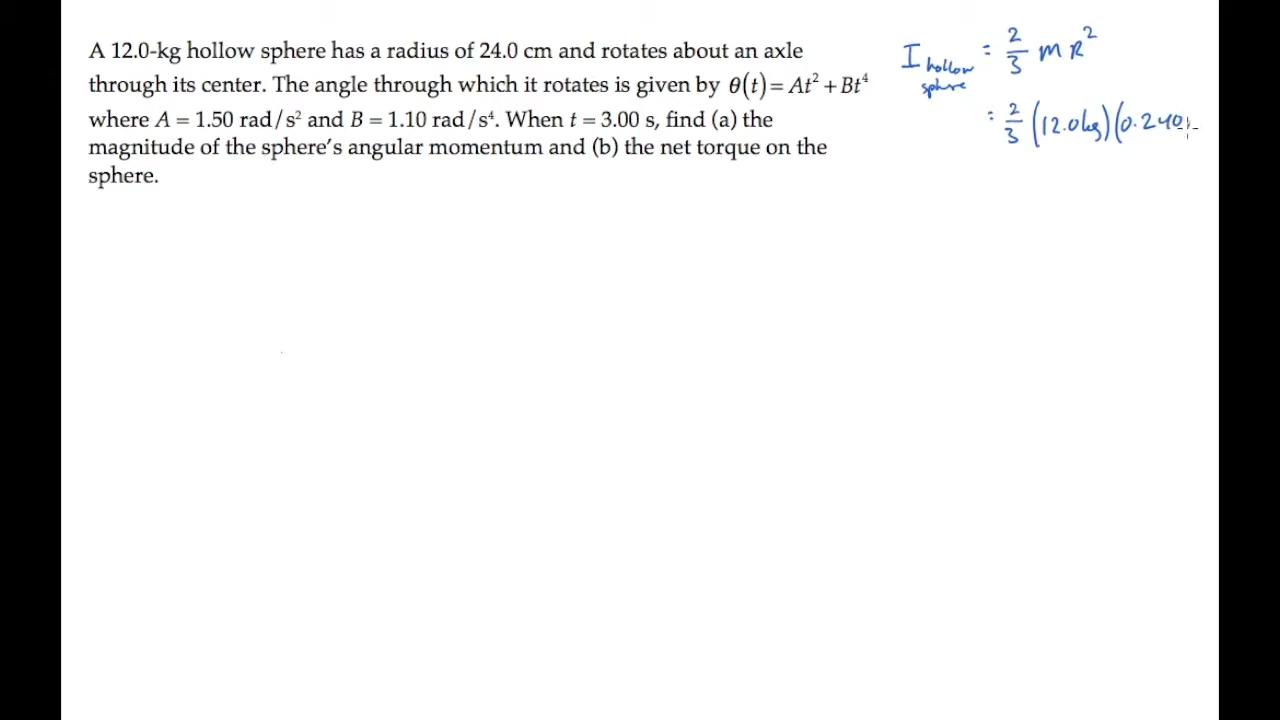 A 12.0-kg hollow sphere has a radius of 24.0 cm and rotates about an axle
through its center. The angle through which it rotates is given by θ(t) = At² + Bt⁴
where A = 1.50 rad/s² and B = 1.10 rad/s⁴. When t = 3.00 s, find (a) the
magnitude of the sphere's angular momentum and (b) the net torque on the
sphere.
I hollow sphere = 2/3 M R²
= 2/3 (12.0kg)(0.240